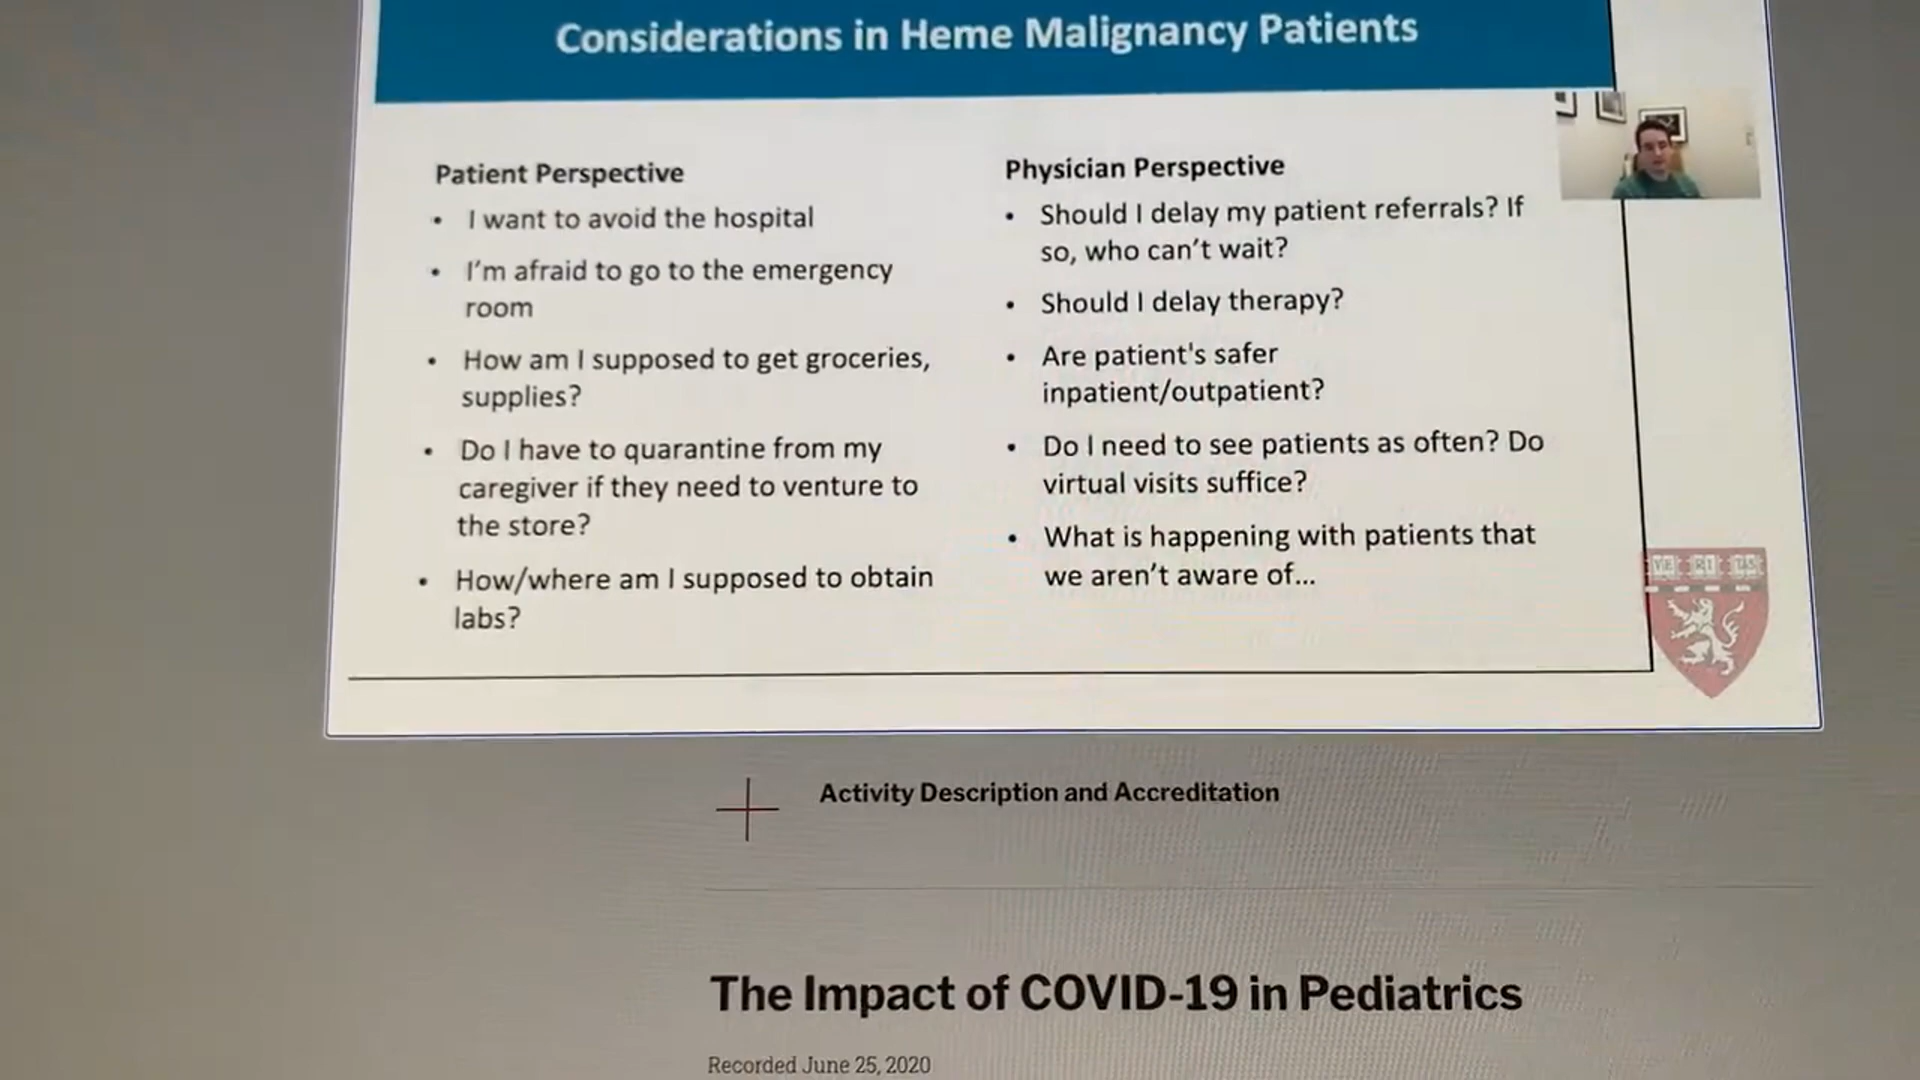 Considerations in Heme Malignancy Patients
Patient Perspective
• I want to avoid the hospital
• I'm afraid to go to the emergency
room
• How am I supposed to get groceries,
supplies?
• Do I have to quarantine from my
caregiver if they need to venture to
the store?
• How/where am I supposed to obtain
labs?
Physician Perspective
• Should I delay my patient referrals? If
so, who can't wait?
• Should I delay therapy?
• Are patient's safer
inpatient/outpatient?
• Do I need to see patients as often? Do
virtual visits suffice?
• What is happening with patients that
we aren't aware of...
VE RI TAS
Activity Description and Accreditation
The Impact of COVID-19 in Pediatrics
Recorded June 25, 2020